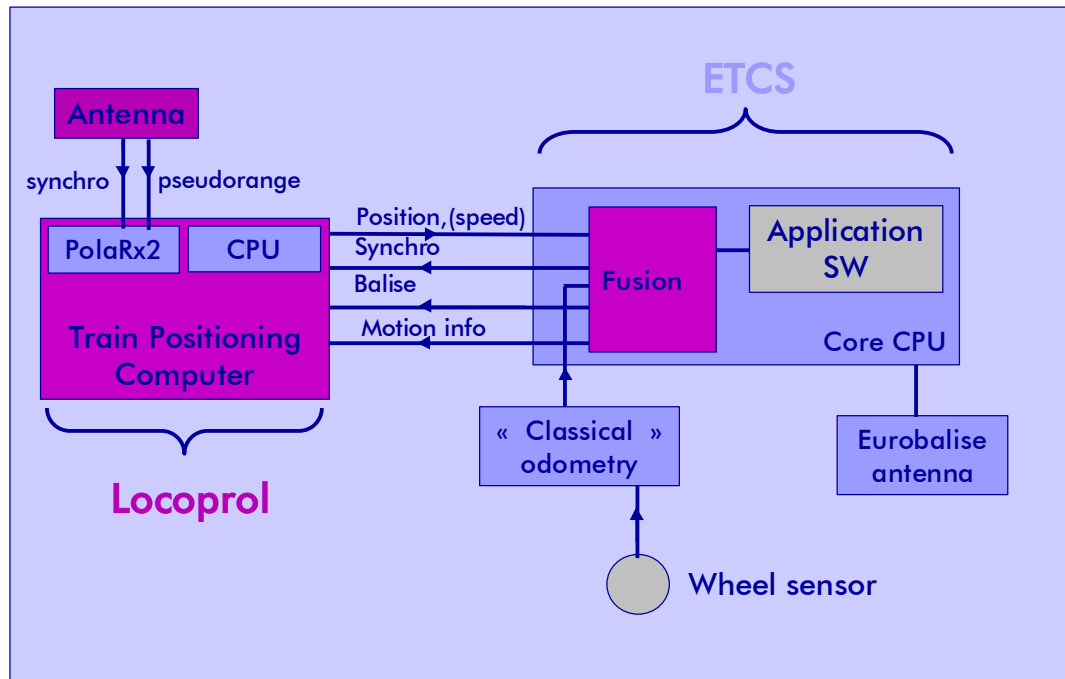 ETCS
Antenna
synchro
pseudorange
PolaRx2
CPU
Train Positioning
Computer
Locoprol
Position,(speed)
Synchro
Balise
Motion info
Fusion
Application
SW
Core CPU
« Classical »
odometry
Eurobalise
antenna
Wheel sensor